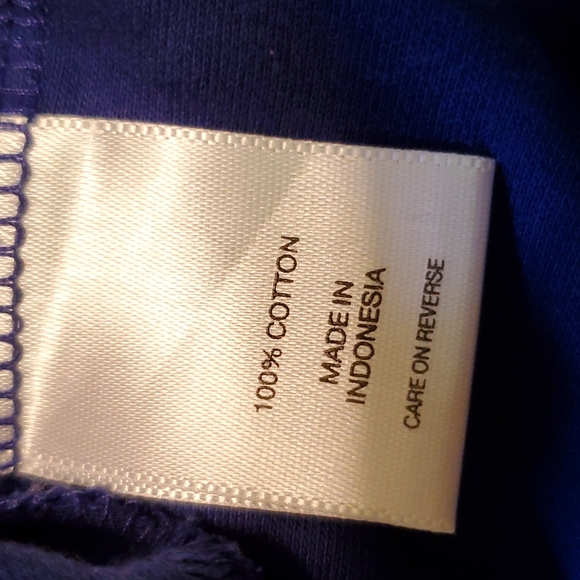 100% COTTON
MADE IN
INDONESIA
CARE ON REVERSE